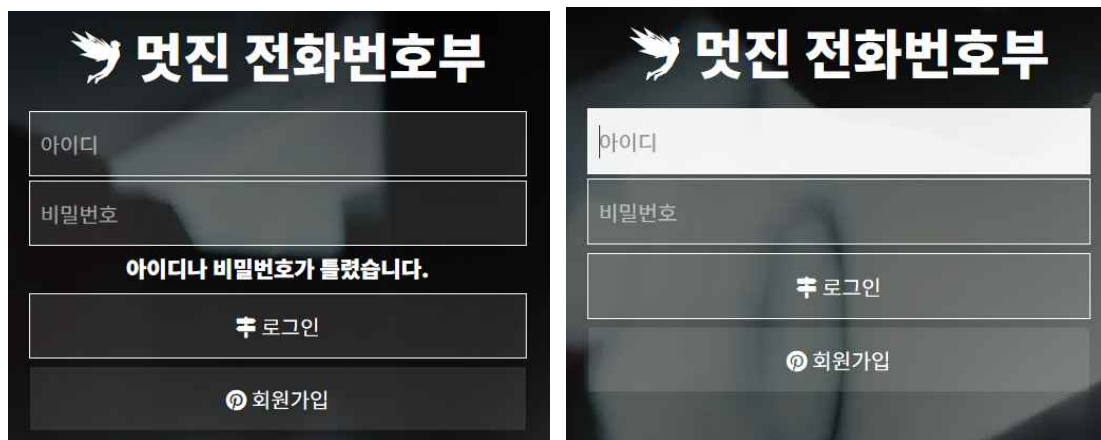 멋진 전화번호부
아이디
비밀번호
아이디나 비밀번호가 틀렸습니다.
로그인
회원가입
멋진 전화번호부
아이디
비밀번호
로그인
회원가입